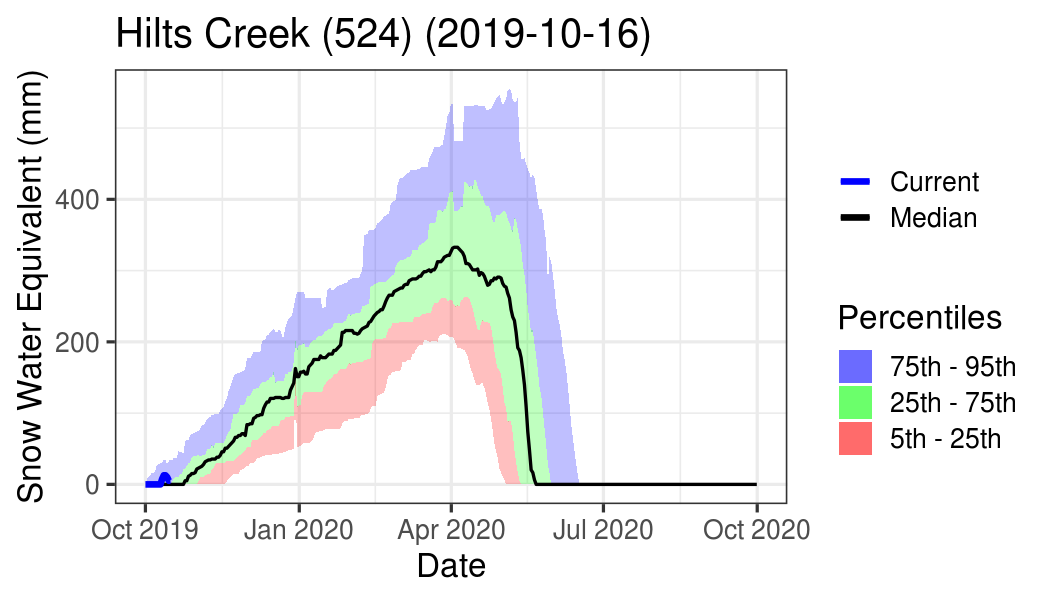 Hilts Creek (524) (2019-10-16)
Snow Water Equivalent (mm)
400
200
0
Oct 2019 Jan 2020 Apr 2020 Jul 2020 Oct 2020
Date
Current
Median
Percentiles
75th - 95th
25th - 75th
5th - 25th